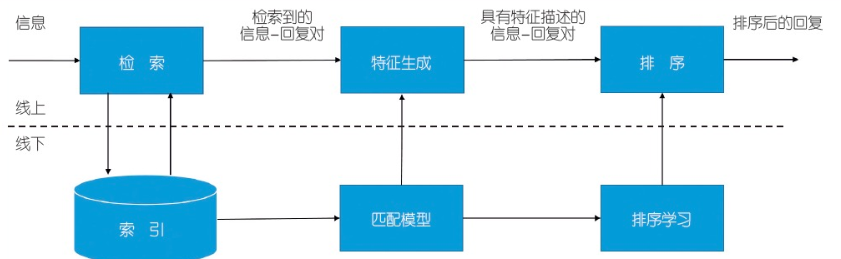 信息
检索到的
信息-回复对
具有特征描述的
信息-回复对
排序后的回复
检 索
特征生成
排 序
线上
线下
索 引
匹配模型
排序学习